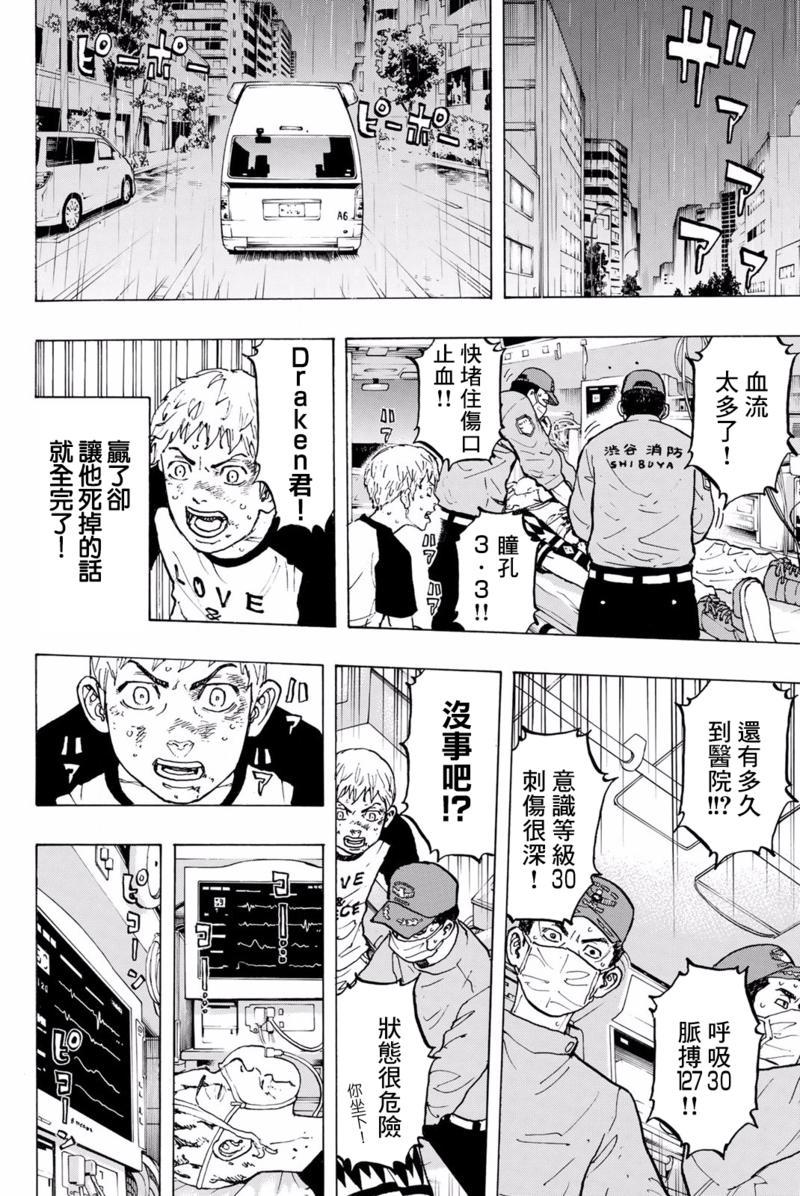 ザァァァァ
ピーポー
ピーポー
A6
血流
太多了！
快堵住傷口
止血!!
渋谷 消防
SHIBUYA
瞳孔
3・3!!
Draken君！
LOVE
&
贏了卻
讓他死掉的話
就全完了！
還有多久
到醫院!!?
意識等級30
刺傷很深！
呼吸30
脈搏127!!
沒事吧!?
VE
ECE
狀態很危險
你坐下！
ハァ
ハァ
ピコーン
ピコーン